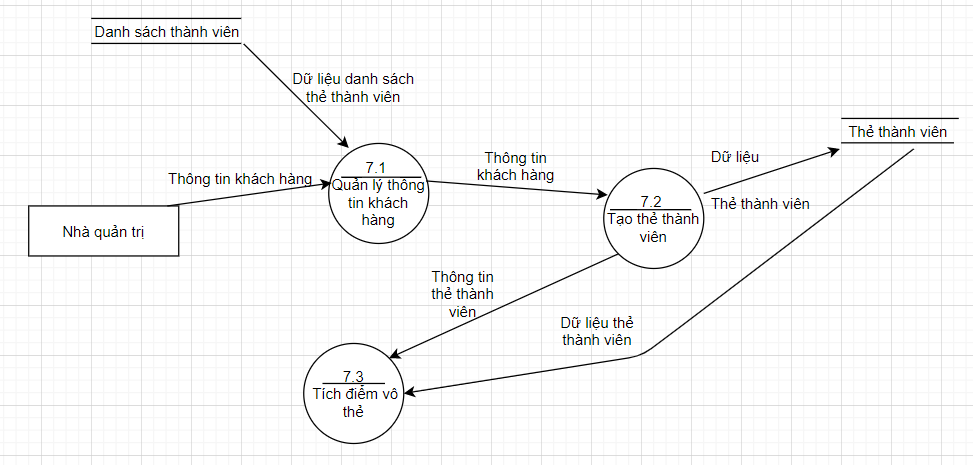 Danh sách thành viên
Dữ liệu danh sách
thẻ thành viên
Thẻ thành viên
7.1
Quản lý thông
tin khách
hàng
Thông tin khách hàng
Thông tin
khách hàng
Dữ liệu
Thẻ thành viên
7.2
Tạo thẻ thành
viên
Nhà quản trị
Thông tin
thẻ thành
viên
Dữ liệu thẻ
thành viên
7.3
Tích điểm vô
thẻ